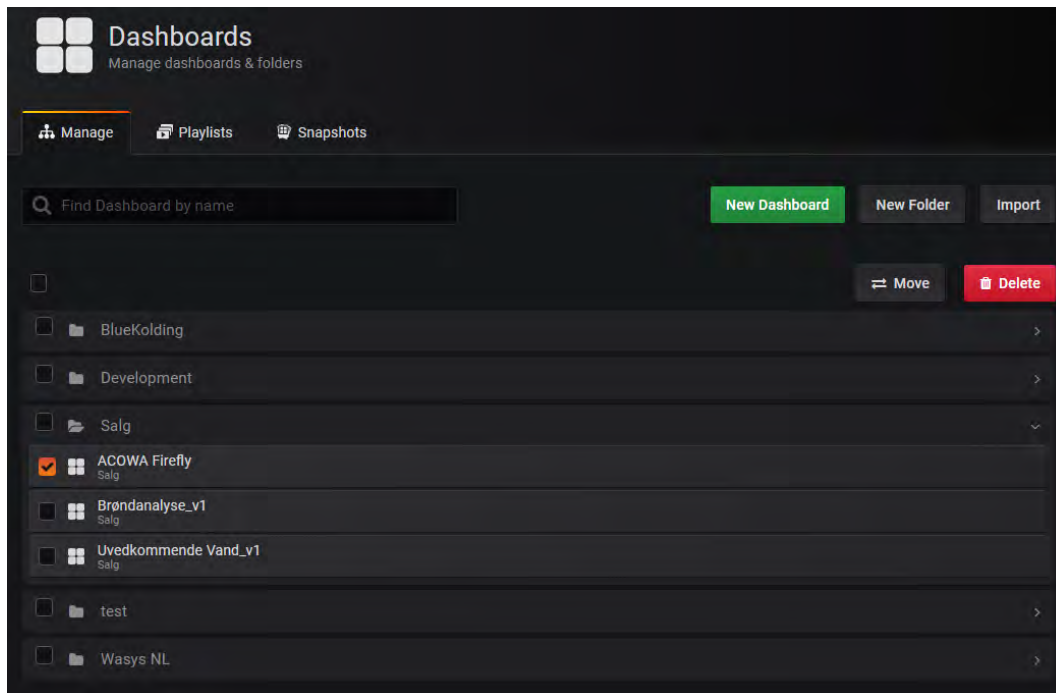 Dashboards
Manage dashboards & folders
Manage Playlists Snapshots
Find Dashboard by name New Dashboard New Folder Import
Move Delete
BlueKolding
Development
Salg
ACOWA Firefly
Salg
Brøndanalyse_v1
Salg
Uvedkommende Vand_v1
Salg
test
Wasys NL